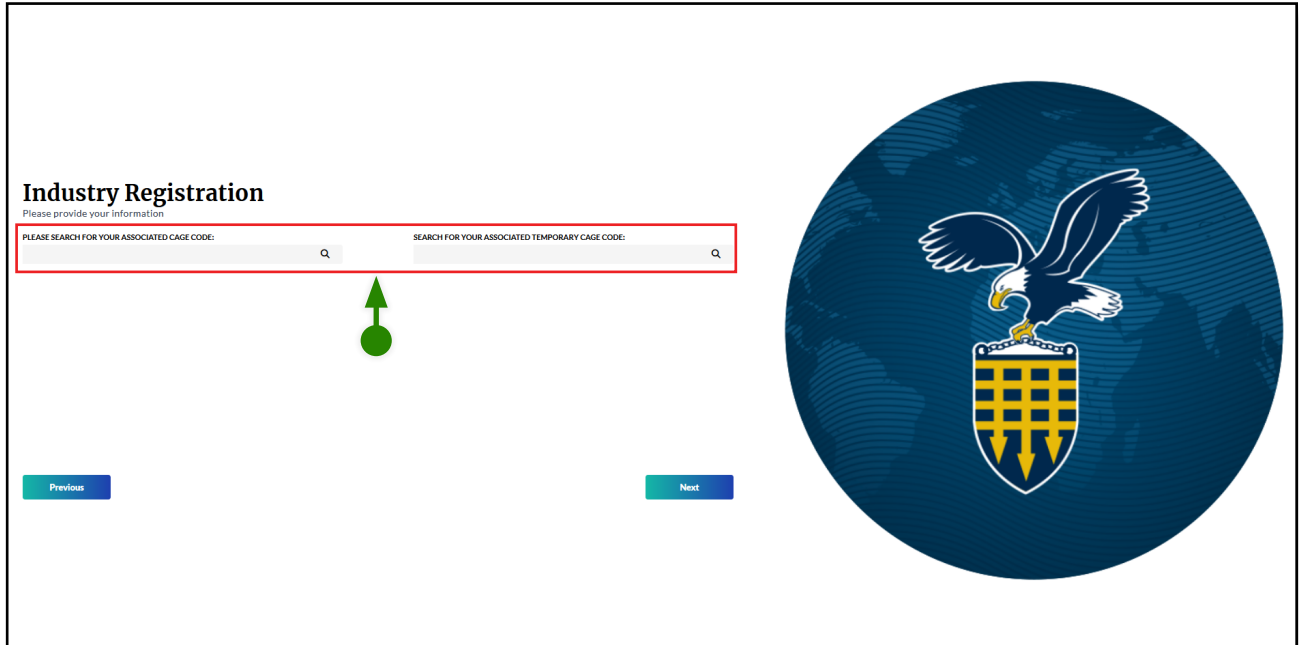 Industry Registration
Please provide your information
PLEASE SEARCH FOR YOUR ASSOCIATED CAGE CODE:
SEARCH FOR YOUR ASSOCIATED TEMPORARY CAGE CODE:
Previous
Next